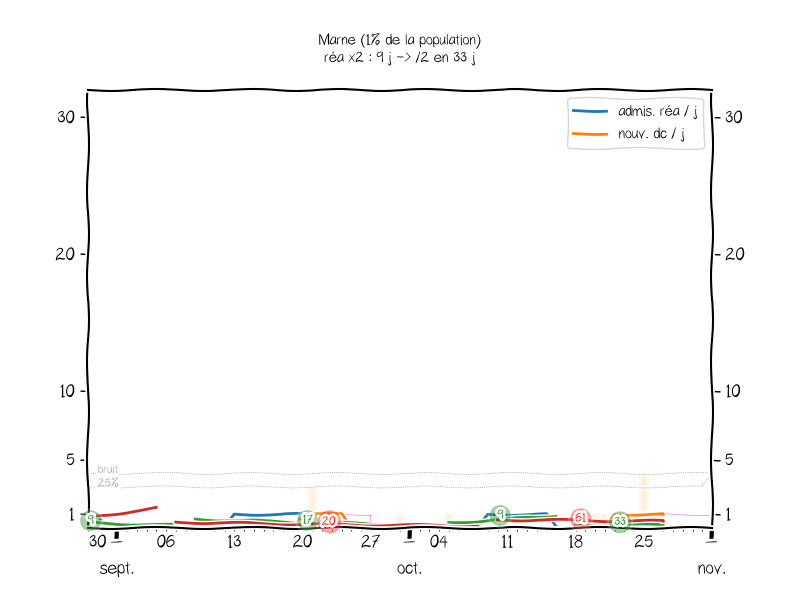 Marne (1% de la population)
réa x2 : 9 j -> /2 en 33 j
admis. réa / j
nouv. dc / j
30 30
20 20
10 10
5 5
bruit
25%
1 1
9 17 20 9 61 33
30 06 13 20 27 04 11 18 25
sept. oct. nov.